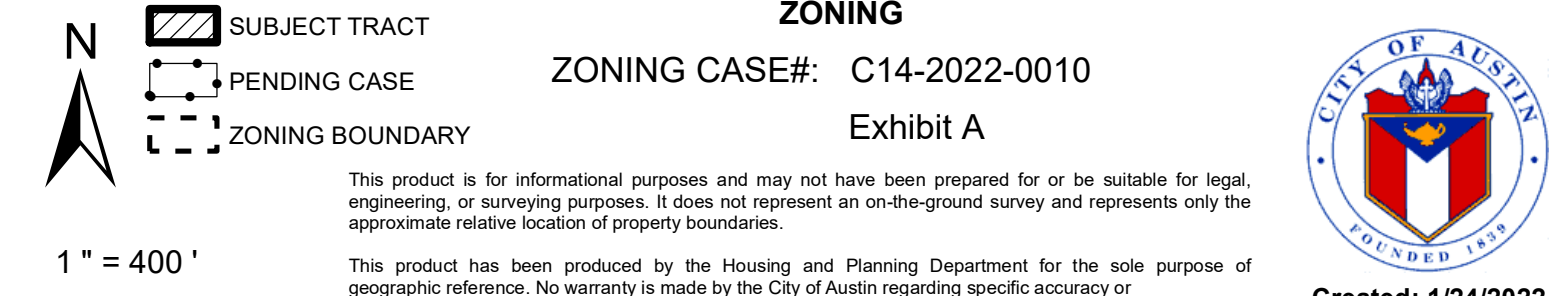 ZONING
N
SUBJECT TRACT
PENDING CASE
ZONING BOUNDARY
ZONING CASE#: C14-2022-0010
Exhibit A
This product is for informational purposes and may not have been prepared for or be suitable for legal,
engineering, or surveying purposes. It does not represent an on-the-ground survey and represents only the
approximate relative location of property boundaries.
1 " = 400 '
This product has been produced by the Housing and Planning Department for the sole purpose of
geographic reference. No warranty is made by the City of Austin regarding specific accuracy or
CITY OF AUSTIN
FOUNDED 1839
Created: 1/24/2022